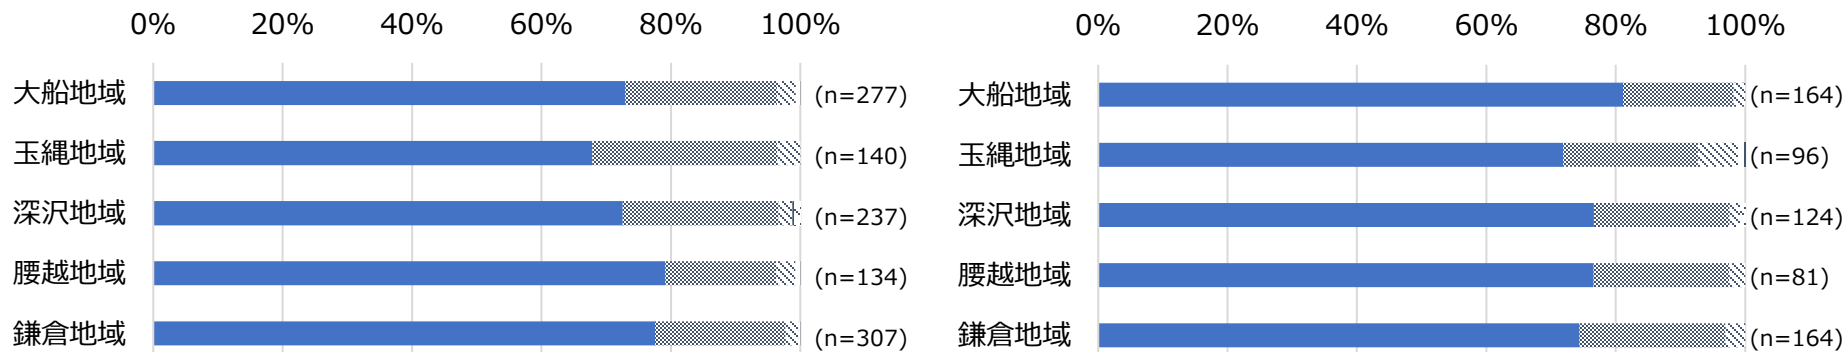 0% 20% 40% 60% 80% 100%
大船地域 (n=277)
玉縄地域 (n=140)
深沢地域 (n=237)
腰越地域 (n=134)
鎌倉地域 (n=307)
0% 20% 40% 60% 80% 100%
大船地域 (n=164)
玉縄地域 (n=96)
深沢地域 (n=124)
腰越地域 (n=81)
鎌倉地域 (n=164)